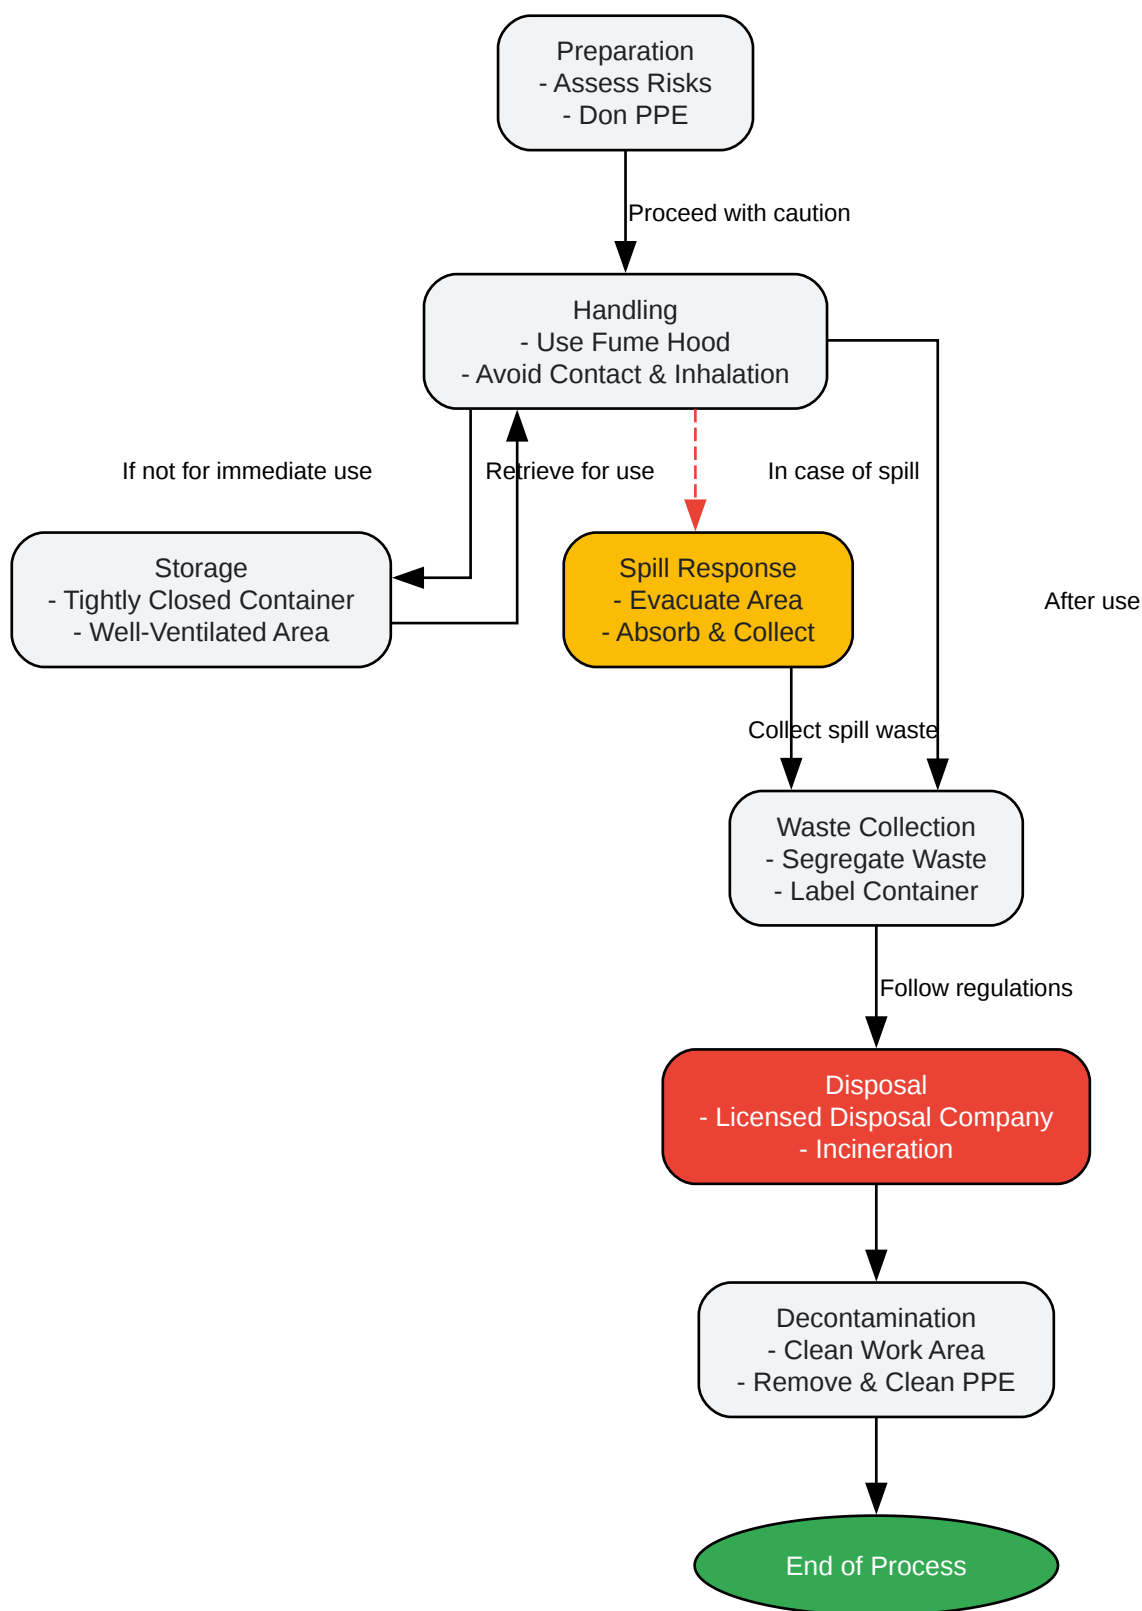 Preparation
- Assess Risks
- Don PPE
Proceed with caution
Handling
- Use Fume Hood
- Avoid Contact & Inhalation
If not for immediate use
Retrieve for use
In case of spill
Storage
- Tightly Closed Container
- Well-Ventilated Area
Spill Response
- Evacuate Area
- Absorb & Collect
After use
Collect spill waste
Waste Collection
- Segregate Waste
- Label Container
Follow regulations
Disposal
- Licensed Disposal Company
- Incineration
Decontamination
- Clean Work Area
- Remove & Clean PPE
End of Process